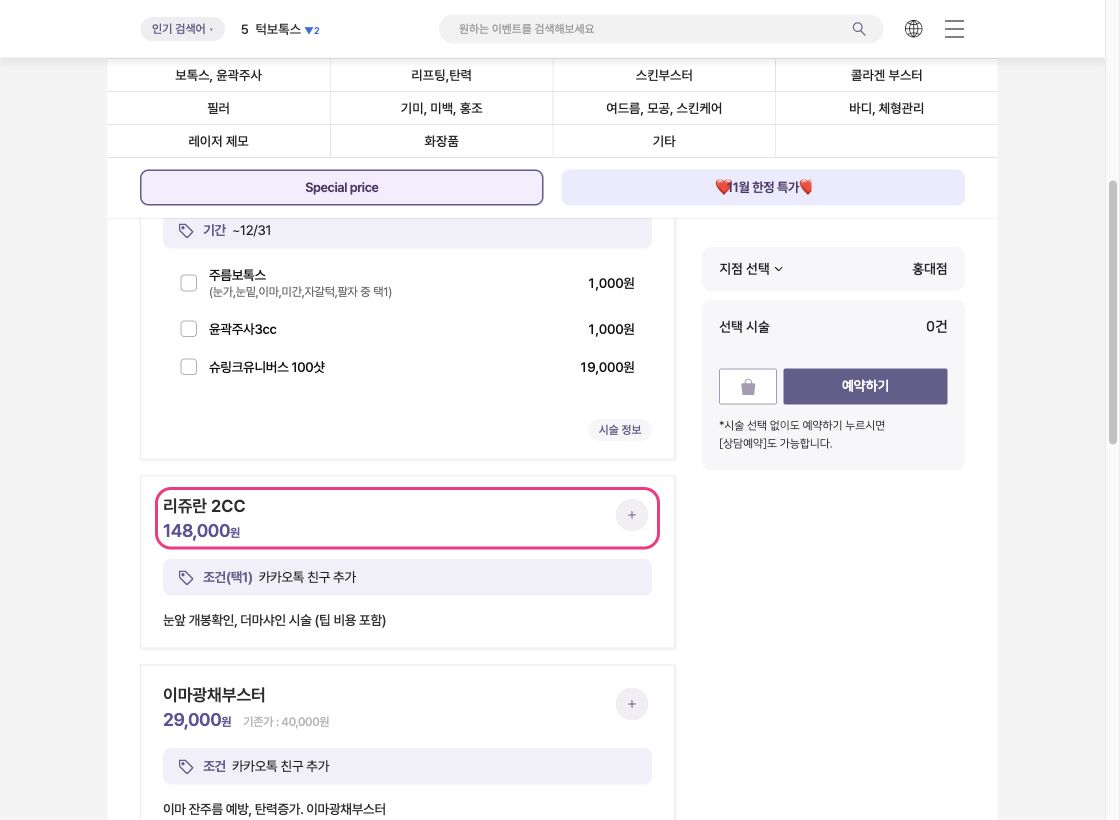 인기 검색어 · 5 턱보톡스 ▼2 원하는 이벤트를 검색해보세요
보톡스, 윤곽주사 리프팅,탄력 스킨부스터 콜라겐 부스터
필러 기미, 미백, 홍조 여드름, 모공, 스킨케어 바디, 체형관리
레이저 제모 화장품 기타
Special price ❤️11월 한정 특가❤️
기간 ~12/31
주름보톡스
(눈가,눈밑,이마,미간,자갈턱,팔자 중 택1)
1,000원
윤곽주사3cc 1,000원
슈링크유니버스 100샷 19,000원
시술 정보
지점 선택 홍대점
선택 시술 0건
예약하기
*시술 선택 없이도 예약하기 누르시면
[상담예약]도 가능합니다.
리쥬란 2CC
148,000원
+
조건(택1) 카카오톡 친구 추가
눈앞 개봉확인, 더마샤인 시술 (팁 비용 포함)
이마광채부스터
29,000원 기존가 : 40,000원
+
조건 카카오톡 친구 추가
이마 잔주름 예방, 탄력증가. 이마광채부스터